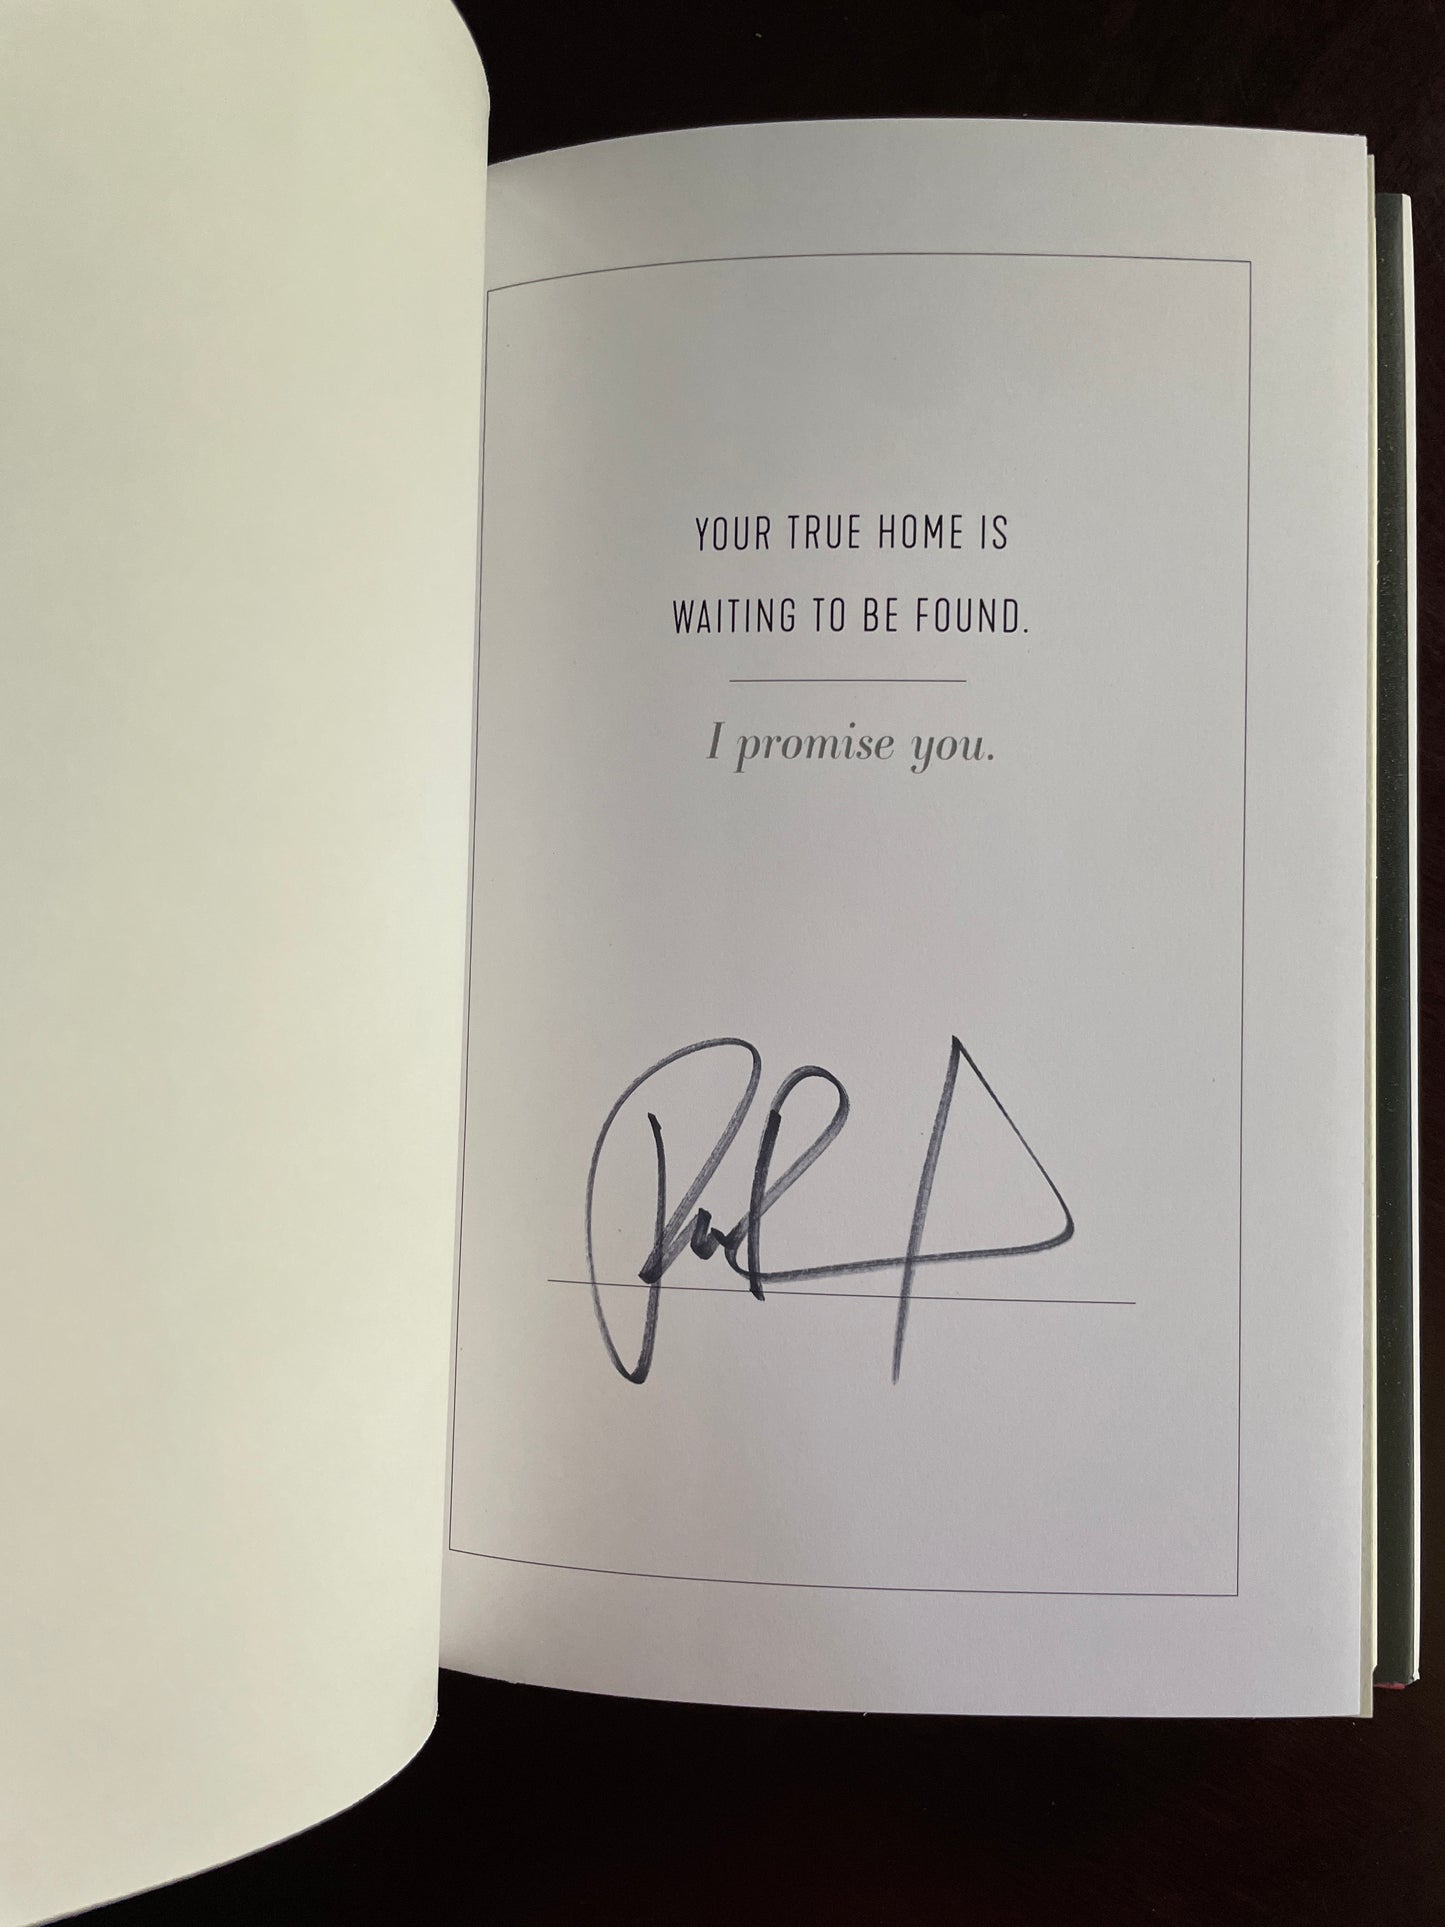 YOUR TRUE HOME IS
WAITING TO BE FOUND.
I promise you.